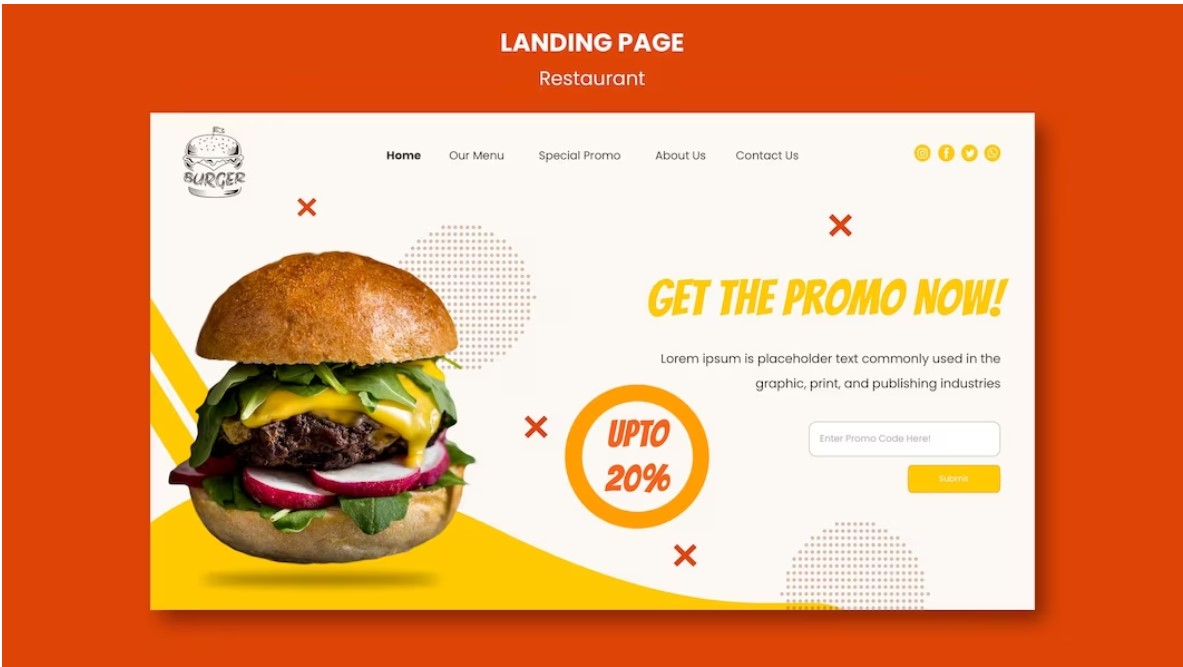 LANDING PAGE
Restaurant
BURGER
Home Our Menu Special Promo About Us Contact Us
GET THE PROMO NOW!
Lorem ipsum is placeholder text commonly used in the
graphic, print, and publishing industries
UPTO
20%
Enter Promo Code Here!
Submit